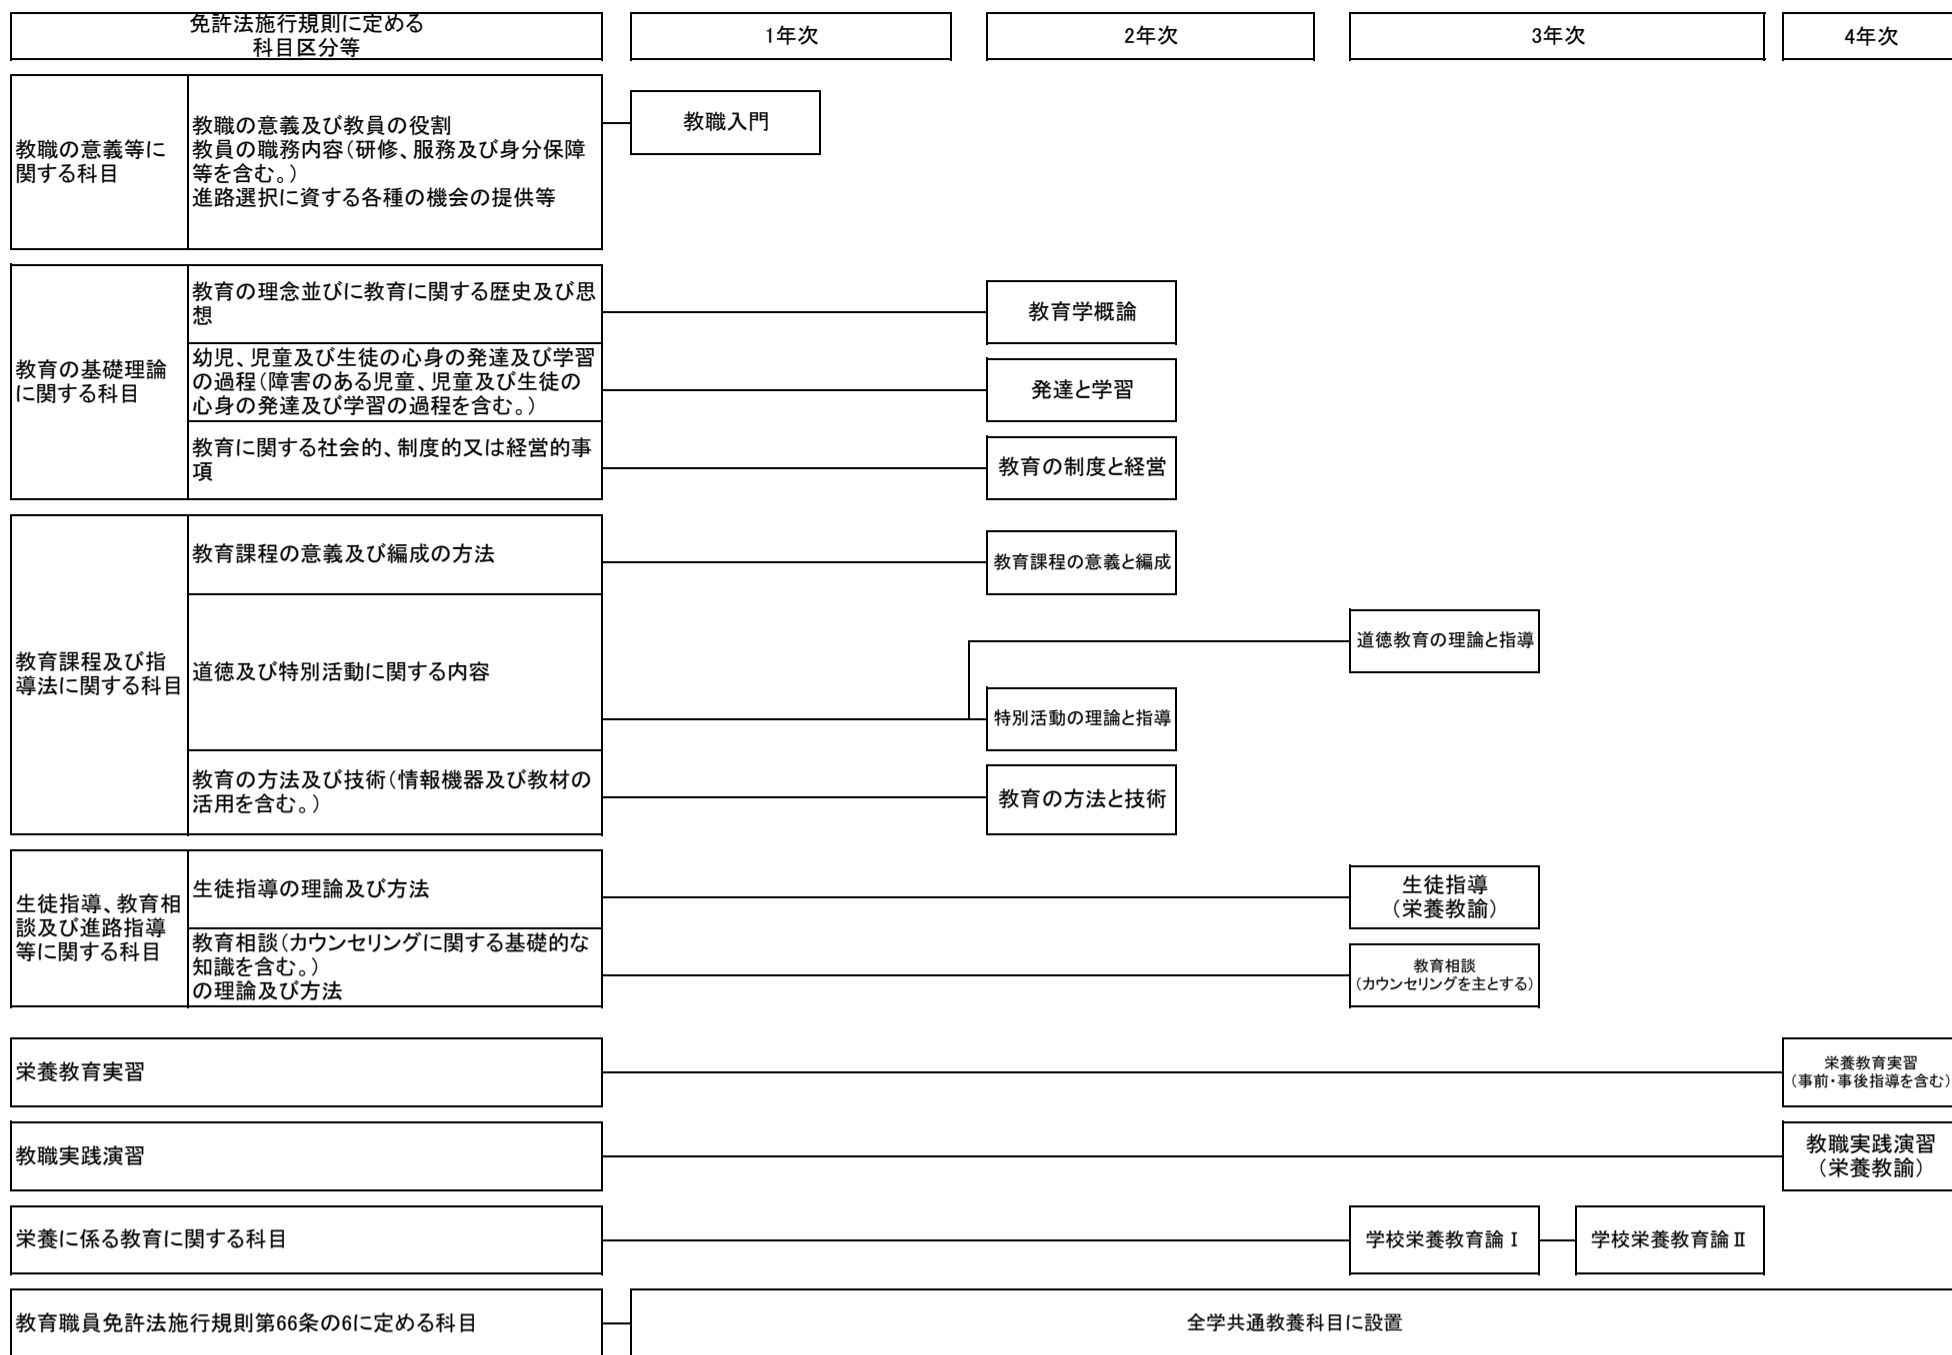 免許法施行規則に定める
科目区分等
1年次
2年次
3年次
4年次
教職の意義等に
関する科目
教職の意義及び教員の役割
教員の職務内容(研修、服務及び身分保障
等を含む。)
進路選択に資する各種の機会の提供等
教職入門
教育の基礎理論
に関する科目
教育の理念並びに教育に関する歴史及び思
想
教育学概論
幼児、児童及び生徒の心身の発達及び学習
の過程(障害のある児童、児童及び生徒の
心身の発達及び学習の過程を含む。)
発達と学習
教育に関する社会的、制度的又は経営的事
項
教育の制度と経営
教育課程及び指
導法に関する科目
教育課程の意義及び編成の方法
教育課程の意義と編成
道徳及び特別活動に関する内容
道徳教育の理論と指導
特別活動の理論と指導
教育の方法及び技術(情報機器及び教材の
活用を含む。)
教育の方法と技術
生徒指導、教育相
談及び進路指導
等に関する科目
生徒指導の理論及び方法
生徒指導
(栄養教諭)
教育相談(カウンセリングに関する基礎的な
知識を含む。)
の理論及び方法
教育相談
(カウンセリングを主とする)
栄養教育実習
栄養教育実習
(事前・事後指導を含む)
教職実践演習
教職実践演習
(栄養教諭)
栄養に係る教育に関する科目
学校栄養教育論Ⅰ
学校栄養教育論Ⅱ
教育職員免許法施行規則第66条の6に定める科目
全学共通教養科目に設置